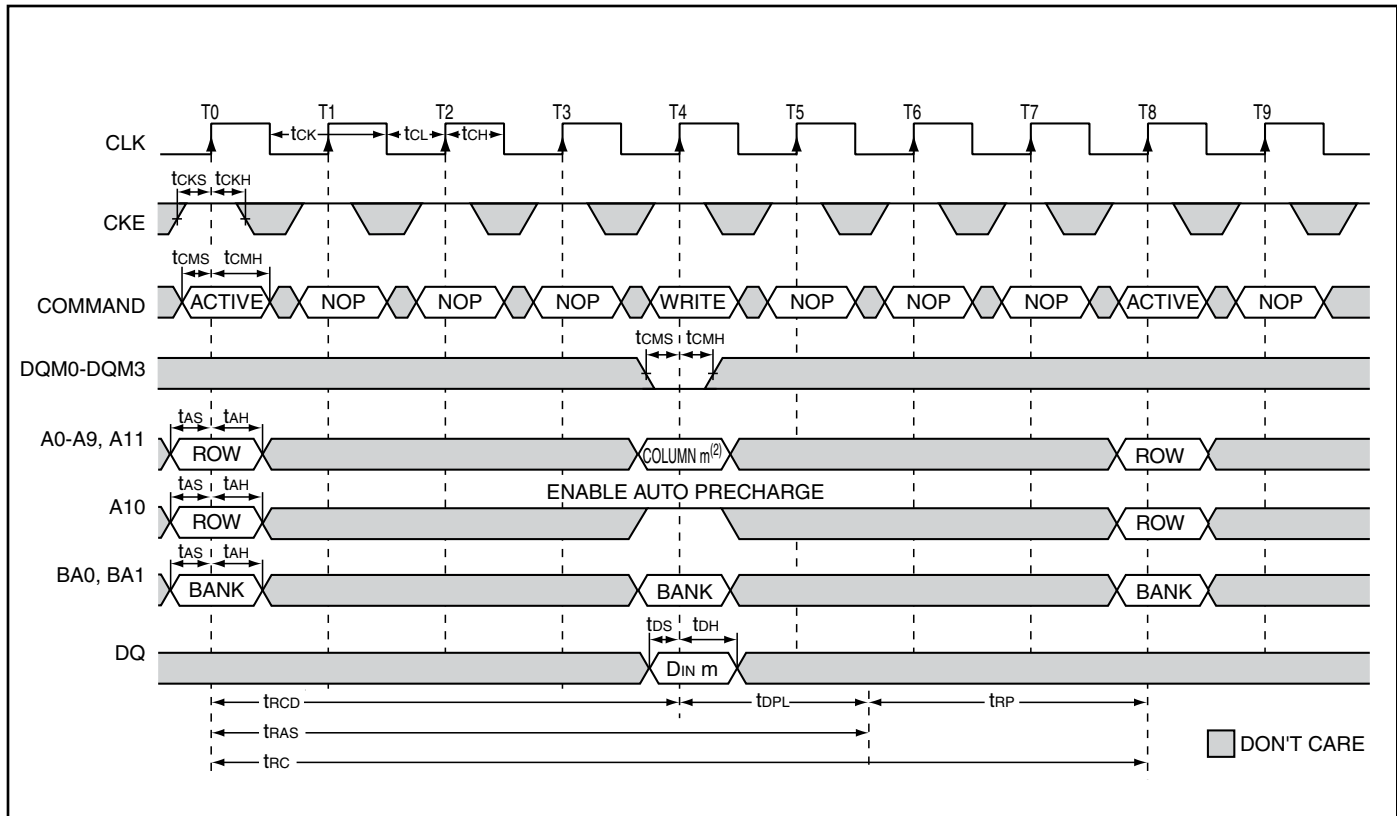 T0 T1 T2 T3 T4 T5 T6 T7 T8 T9
tCK tCL tCH
CLK
tCKS tCKH
CKE
tCMS tCMH
COMMAND ACTIVE NOP NOP NOP WRITE NOP NOP NOP ACTIVE NOP
tCMS tCMH
DQM0-DQM3
tAS tAH
A0-A9, A11 ROW COLUMN m(2) ROW
tAS tAH ENABLE AUTO PRECHARGE
A10 ROW ROW
tAS tAH
BA0, BA1 BANK BANK BANK
tDS tDH
DQ DIN m
tRCD tDPL tRP
tRAS
DON'T CARE
tRC